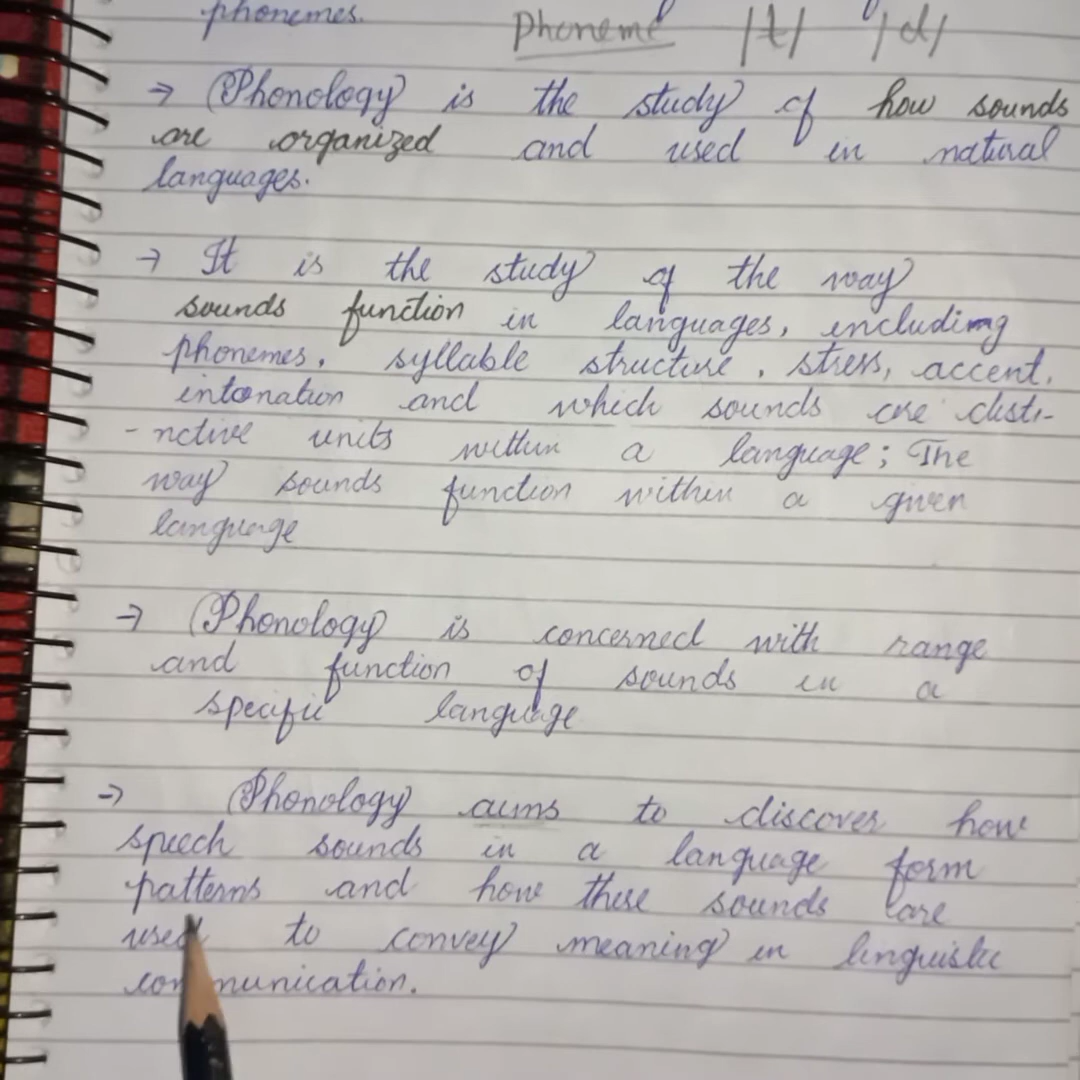 phonemes.
Phoneme /t/ /d/
→ Phonology is the study of how sounds
are organized and used in natural
languages.
→ It is the study of the way
sounds function in languages, including
phonemes, syllable structure, stress, accent,
intonation and which sounds are disti-
-nctive units within a language; The
way sounds function within a given
language
→ Phonology is concerned with range
and function of sounds in a
specific language
→ Phonology aims to discover how
speech sounds in a language form
patterns and how these sounds are
used to convey meaning in linguistic
communication.